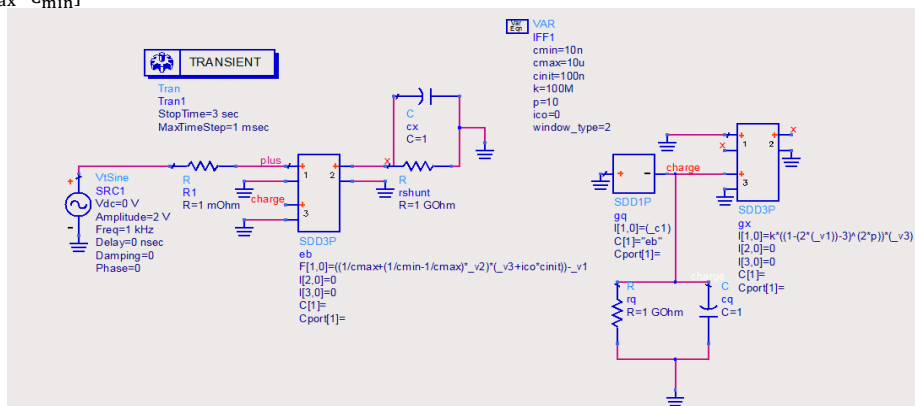 ax cmin]
TRANSIENT
Tran
Tran1
StopTime=3 sec
MaxTimeStep=1 msec
Var
Eqn
VAR
IFF1
cmin=10n
cmax=10u
cinit=100n
k=100M
p=10
ico=0
window_type=2
VtSine
SRC1
Vdc=0 V
Amplitude=2 V
Freq=1 kHz
Delay=0 nsec
Damping=0
Phase=0
R
R1
R=1 mOhm
plus
charge
1
2
3
SDD3P
eb
F[1,0]=((1/cmax+(1/cmin-1/cmax)*_v2)*(_v3+ico*cinit))-_v1
I[2,0]=0
I[3,0]=0
C[1]=
Cport[1]=
C
cx
C=1
x
R
rshunt
R=1 GOhm
SDD1P
gq
I[1,0]=(_c1)
C[1]="eb"
Cport[1]=
charge
x
x
1
2
3
SDD3P
gx
I[1,0]=k*((1-(2*(_v1))-3)^(2*p))*(_v3)
I[2,0]=0
I[3,0]=0
C[1]=
Cport[1]=
charge
R
rq
R=1 GOhm
C
cq
C=1